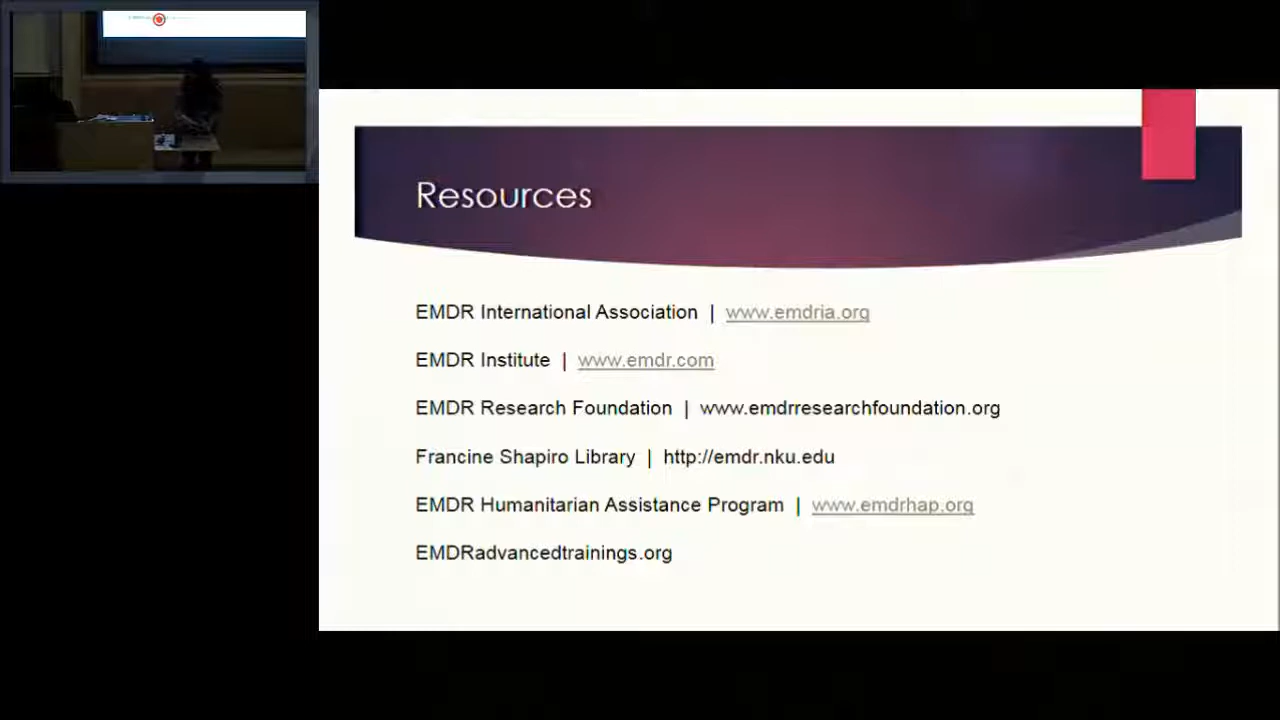 Resources
EMDR International Association | www.emdria.org
EMDR Institute | www.emdr.com
EMDR Research Foundation | www.emdrresearchfoundation.org
Francine Shapiro Library | http://emdr.nku.edu
EMDR Humanitarian Assistance Program | www.emdrhap.org
EMDRadvancedtrainings.org